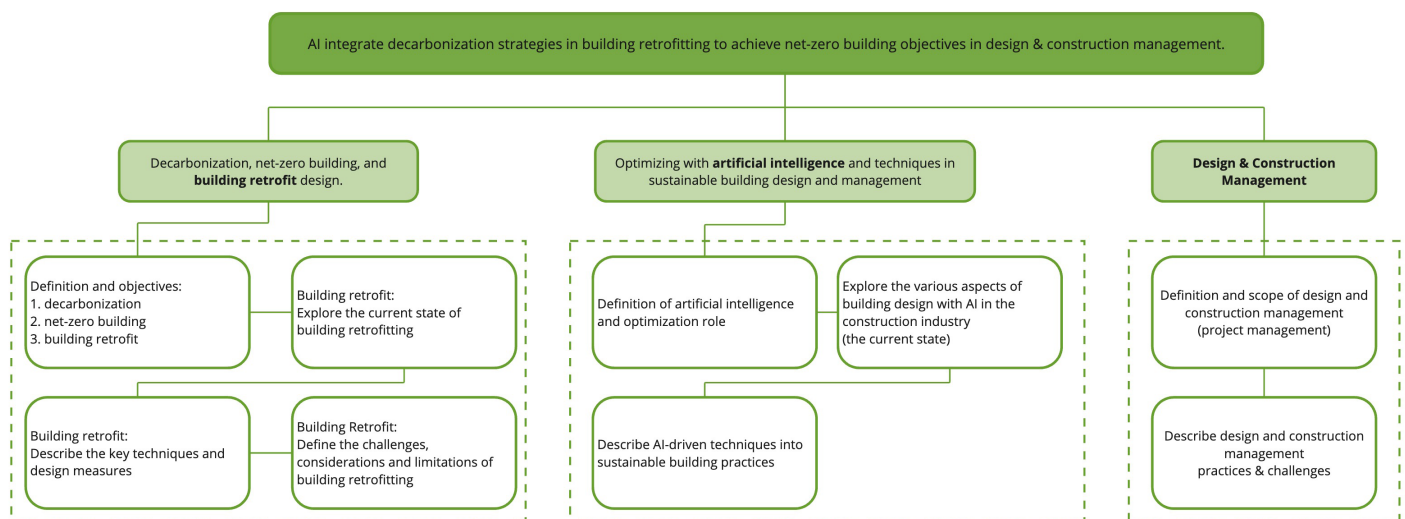 AI integrate decarbonization strategies in building retrofitting to achieve net-zero building objectives in design & construction management.
Decarbonization, net-zero building, and
building retrofit design.
Optimizing with artificial intelligence and techniques in
sustainable building design and management
Design & Construction
Management
Definition and objectives:
1. decarbonization
2. net-zero building
3. building retrofit
Building retrofit:
Explore the current state of
building retrofitting
Building retrofit:
Describe the key techniques and
design measures
Building Retrofit:
Define the challenges,
considerations and limitations of
building retrofitting
Definition of artificial intelligence
and optimization role
Explore the various aspects of
building design with AI in the
construction industry
(the current state)
Describe AI-driven techniques into
sustainable building practices
Definition and scope of design and
construction management
(project management)
Describe design and construction
management
practices & challenges